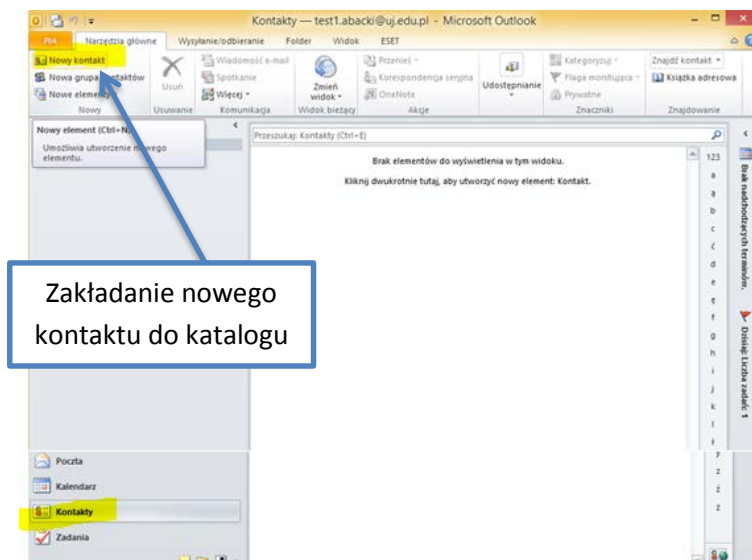 Kontakty — test1.abacki@uj.edu.pl - Microsoft Outlook
Plik Narzędzia główne Wysyłanie/odbieranie Folder Widok ESET
Nowy kontakt
Nowa grupa kontaktów
Nowe elementy
Nowy
Usuń
Usuwanie
Wiadomość e-mail
Spotkanie
Więcej
Komunikacja
Zmień widok
Widok bieżący
Przenieś
Korespondencja seryjna
OneNote
Akcje
Udostępnianie
Kategoryzuj
Flaga monitująca
Prywatne
Znaczniki
Znajdź kontakt
Książka adresowa
Znajdowanie
Nowy element (Ctrl+N)
Umożliwia utworzenie nowego
elementu.
Przeszukaj: Kontakty (Ctrl+E)
Brak elementów do wyświetlenia w tym widoku.
Kliknij dwukrotnie tutaj, aby utworzyć nowy element: Kontakt.
Zakładanie nowego
kontaktu do katalogu
123
a
ą
b
c
ć
d
e
ę
f
g
h
i
j
k
l
ł
y
z
ź
ż
Brak nadchodzących terminów.
Dzisiaj: Liczba zadań: 1
Poczta
Kalendarz
Kontakty
Zadania